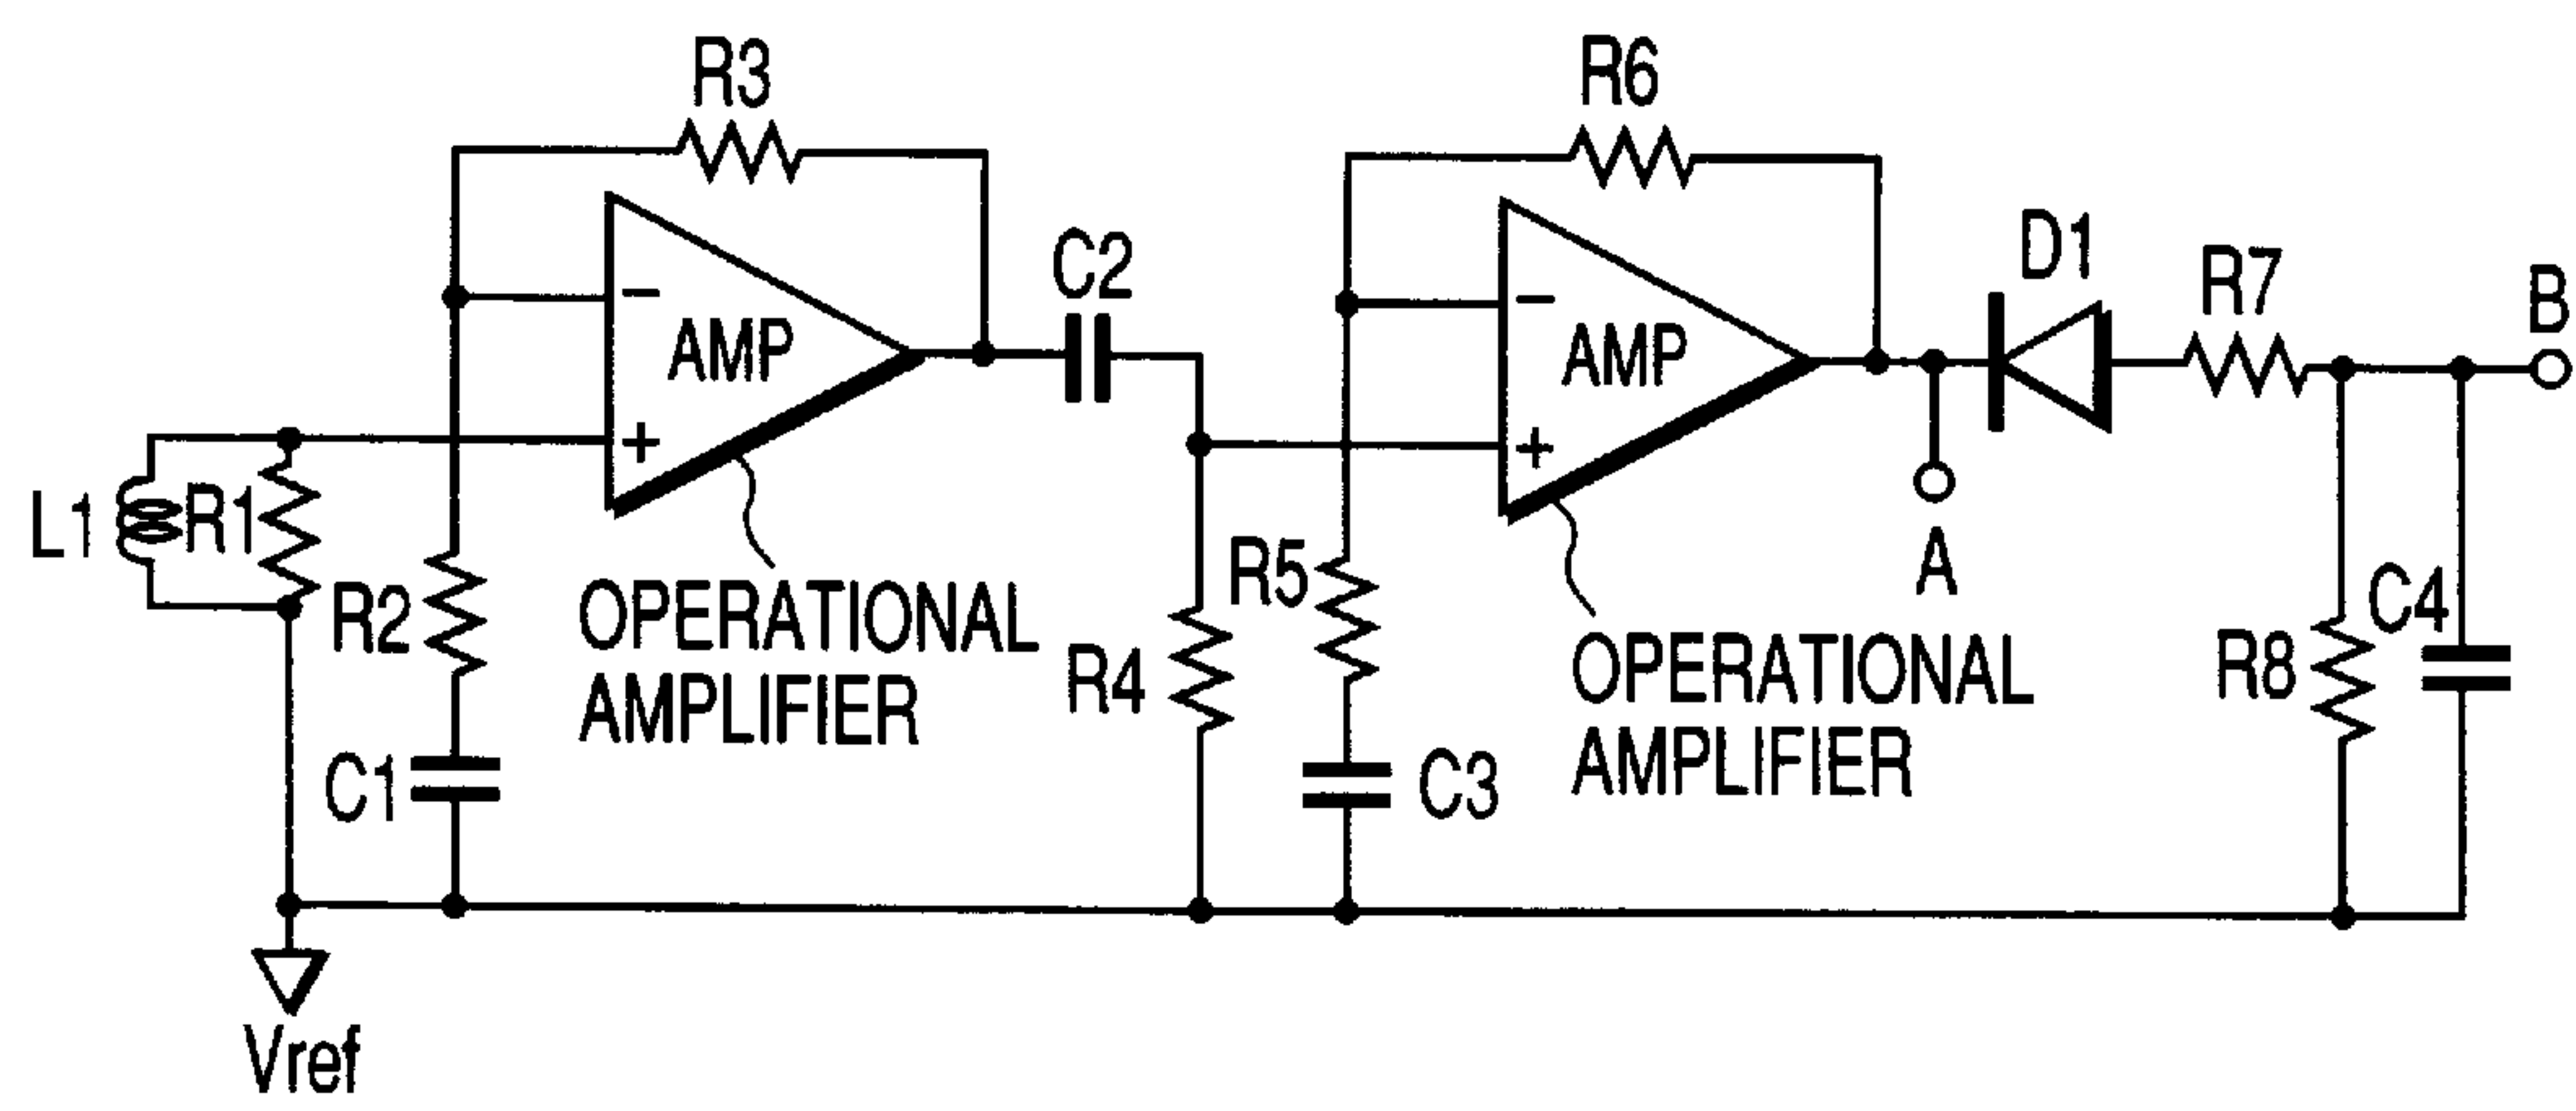 R3
R6
C2
D1
R7
B
−
AMP
+
−
AMP
+
L1
R1
R2
OPERATIONAL
AMPLIFIER
R4
R5
OPERATIONAL
AMPLIFIER
A
R8
C4
C1
C3
Vref